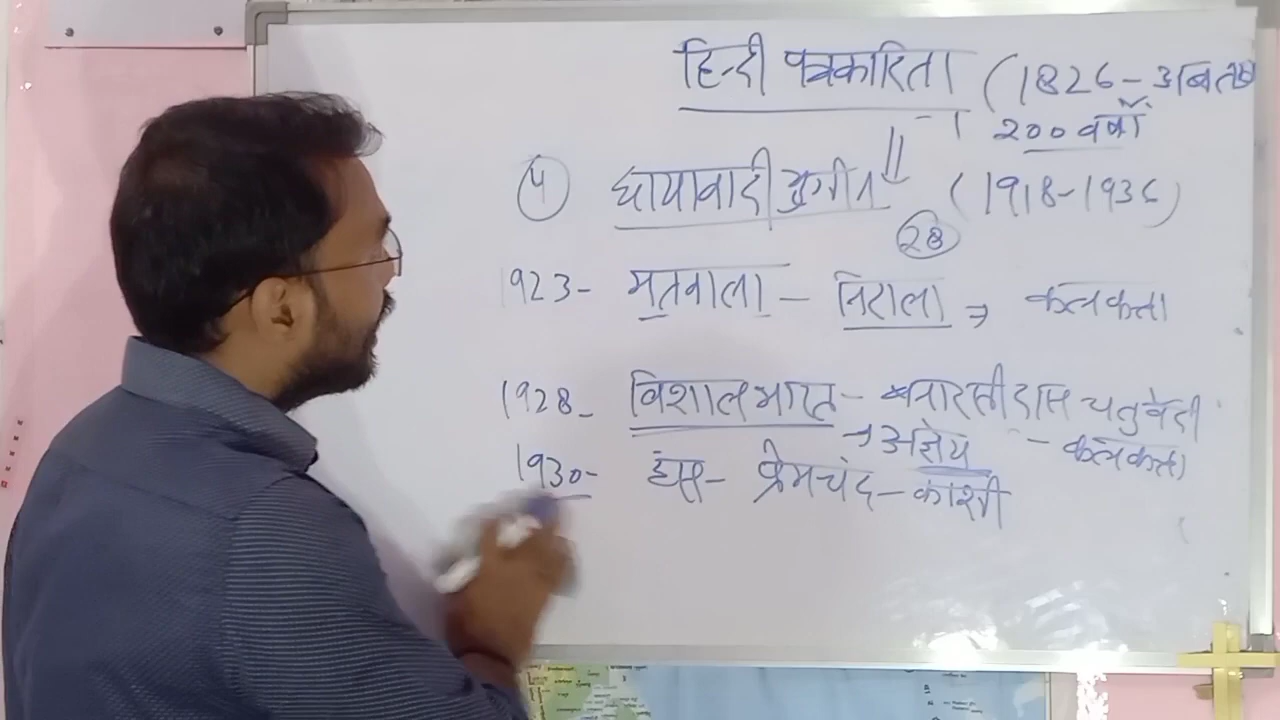 हिन्दी पत्रकारिता (1826-अबतक
200 वर्षों
4 छायावादी युगीन (1918-1936)
28
1923- मतवाला - निराला → कलकत्ता
1928- विशाल भारत - बनारसीदास चतुर्वेदी
→ अज्ञेय - कलकत्ता
1930- हंस - प्रेमचंद - काशी